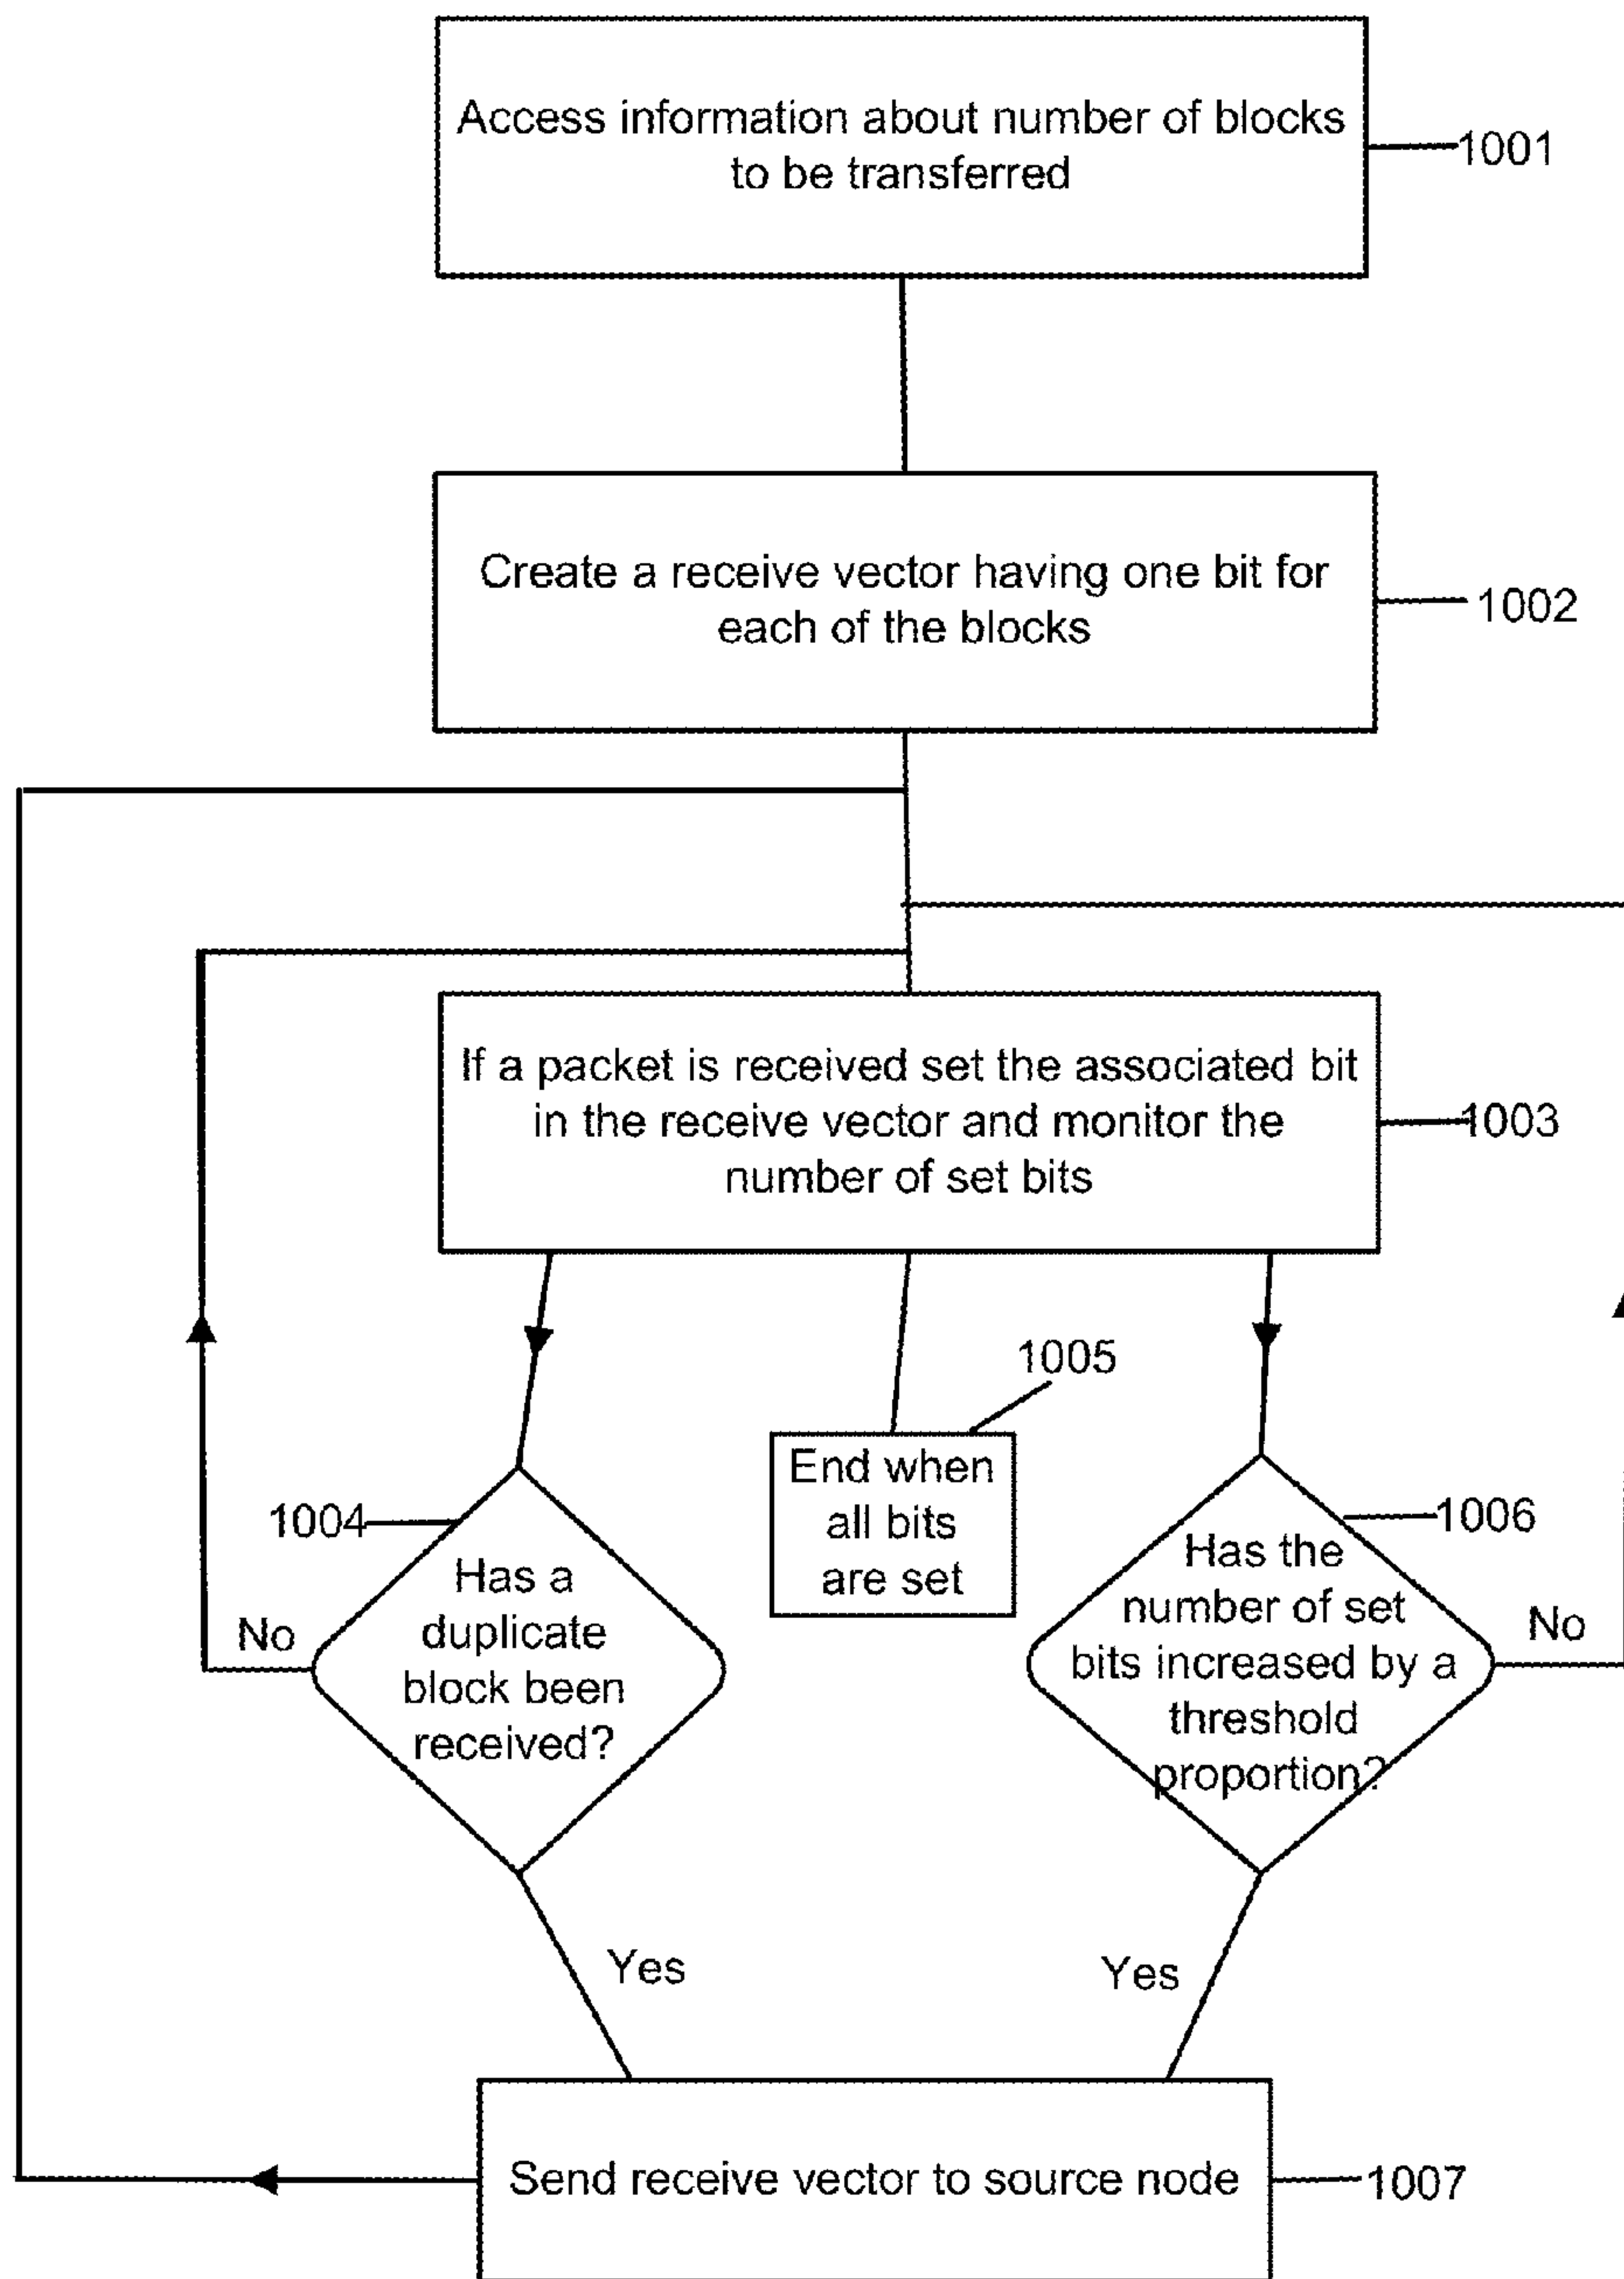 Access information about number of blocks
to be transferred
1001
Create a receive vector having one bit for
each of the blocks
1002
If a packet is received set the associated bit
in the receive vector and monitor the
number of set bits
1003
1005
End when
all bits
are set
1004
Has a
duplicate
block been
received?
No
1006
Has the
number of set
bits increased by a
threshold
proportion?
No
Yes
Yes
Send receive vector to source node
1007